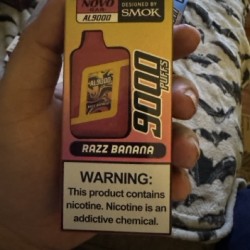 NOVO
BAR
AL9000
DESIGNED BY
SMOK
9000
PUFFS
RAZZ BANANA
WARNING:
This product contains
nicotine. Nicotine is an
addictive chemical.